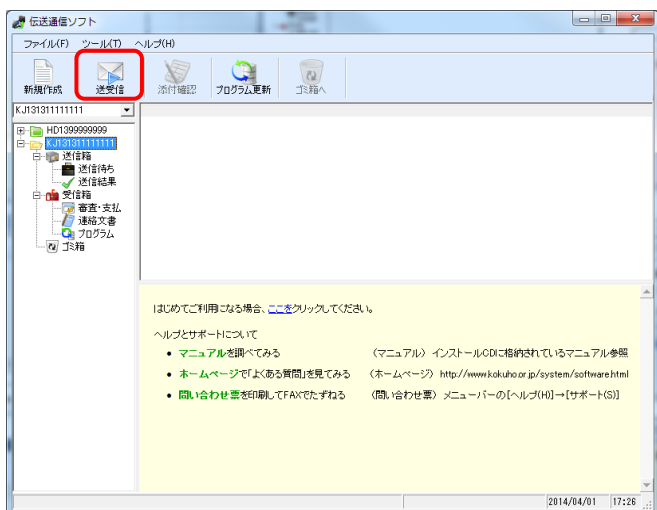 伝送通信ソフト
ファイル(F) ツール(T) ヘルプ(H)
新規作成 送受信 添付確認 プログラム更新 ゴミ箱へ
KJ131311111111
HD1399999999
KJ131311111111
送信箱
送信待ち
送信結果
受信箱
審査・支払
連絡文書
プログラム
ゴミ箱
はじめてご利用になる場合、ここをクリックしてください。
ヘルプとサポートについて
• マニュアルを調べてみる (マニュアル) インストールCDに格納されているマニュアル参照
• ホームページで「よくある質問」を見てみる (ホームページ) http://www.kokuho.or.jp/system/software.html
• 問い合わせ票を印刷してFAXでたずねる (問い合わせ票) メニューバーの[ヘルプ(H)]→[サポート(S)]
2014/04/01 17:26